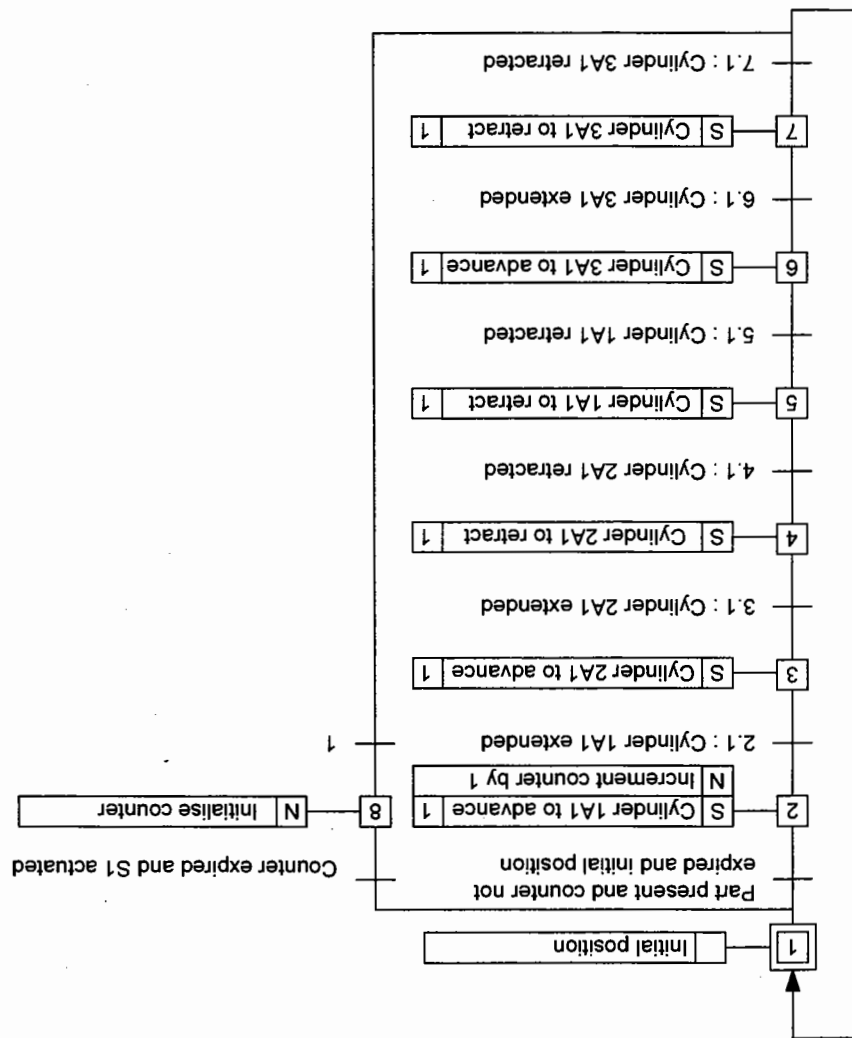 1
Initial position
Part present and counter not
expired and initial position
Counter expired and S1 actuated
2
S Cylinder 1A1 to advance 1
N Increment counter by 1
8
N Initialise counter
2.1 : Cylinder 1A1 extended
1
3
S Cylinder 2A1 to advance 1
3.1 : Cylinder 2A1 extended
4
S Cylinder 2A1 to retract 1
4.1 : Cylinder 2A1 retracted
5
S Cylinder 1A1 to retract 1
5.1 : Cylinder 1A1 retracted
6
S Cylinder 3A1 to advance 1
6.1 : Cylinder 3A1 extended
7
S Cylinder 3A1 to retract 1
7.1 : Cylinder 3A1 retracted